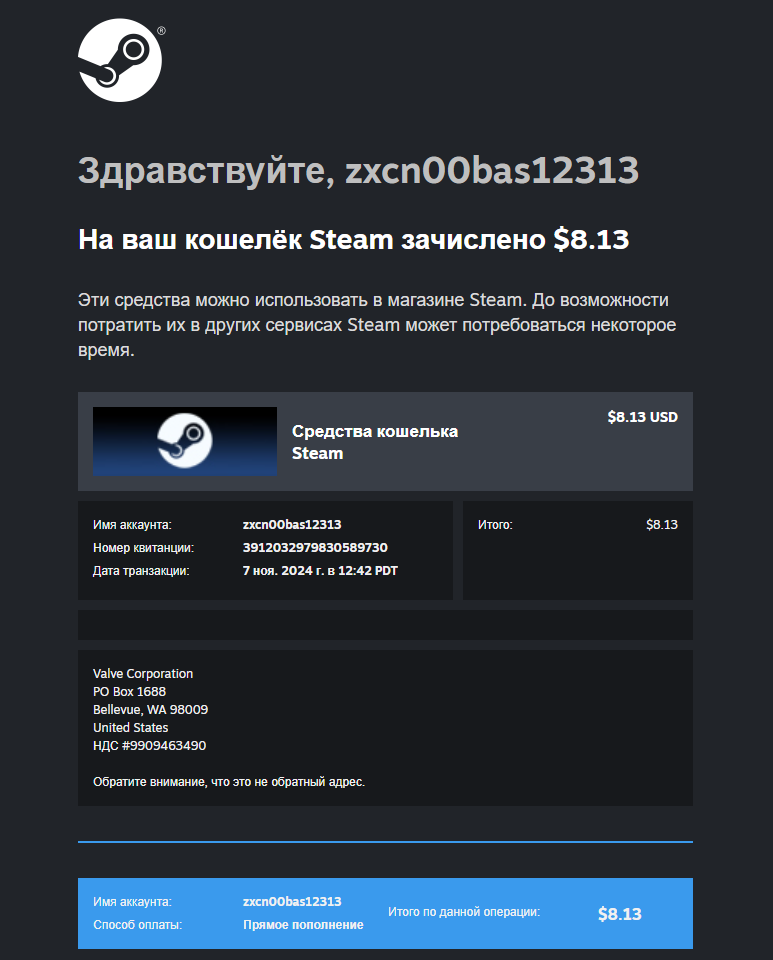 ®
Здравствуйте, zxcn00bas12313
На ваш кошелёк Steam зачислено $8.13
Эти средства можно использовать в магазине Steam. До возможности
потратить их в других сервисах Steam может потребоваться некоторое
время.
Средства кошелька
Steam
$8.13 USD
Имя аккаунта: zxcn00bas12313
Номер квитанции: 3912032979830589730
Дата транзакции: 7 ноя. 2024 г. в 12:42 PDT
Итого: $8.13
Valve Corporation
PO Box 1688
Bellevue, WA 98009
United States
НДС #9909463490
Обратите внимание, что это не обратный адрес.
Имя аккаунта: zxcn00bas12313
Способ оплаты: Прямое пополнение
Итого по данной операции: $8.13